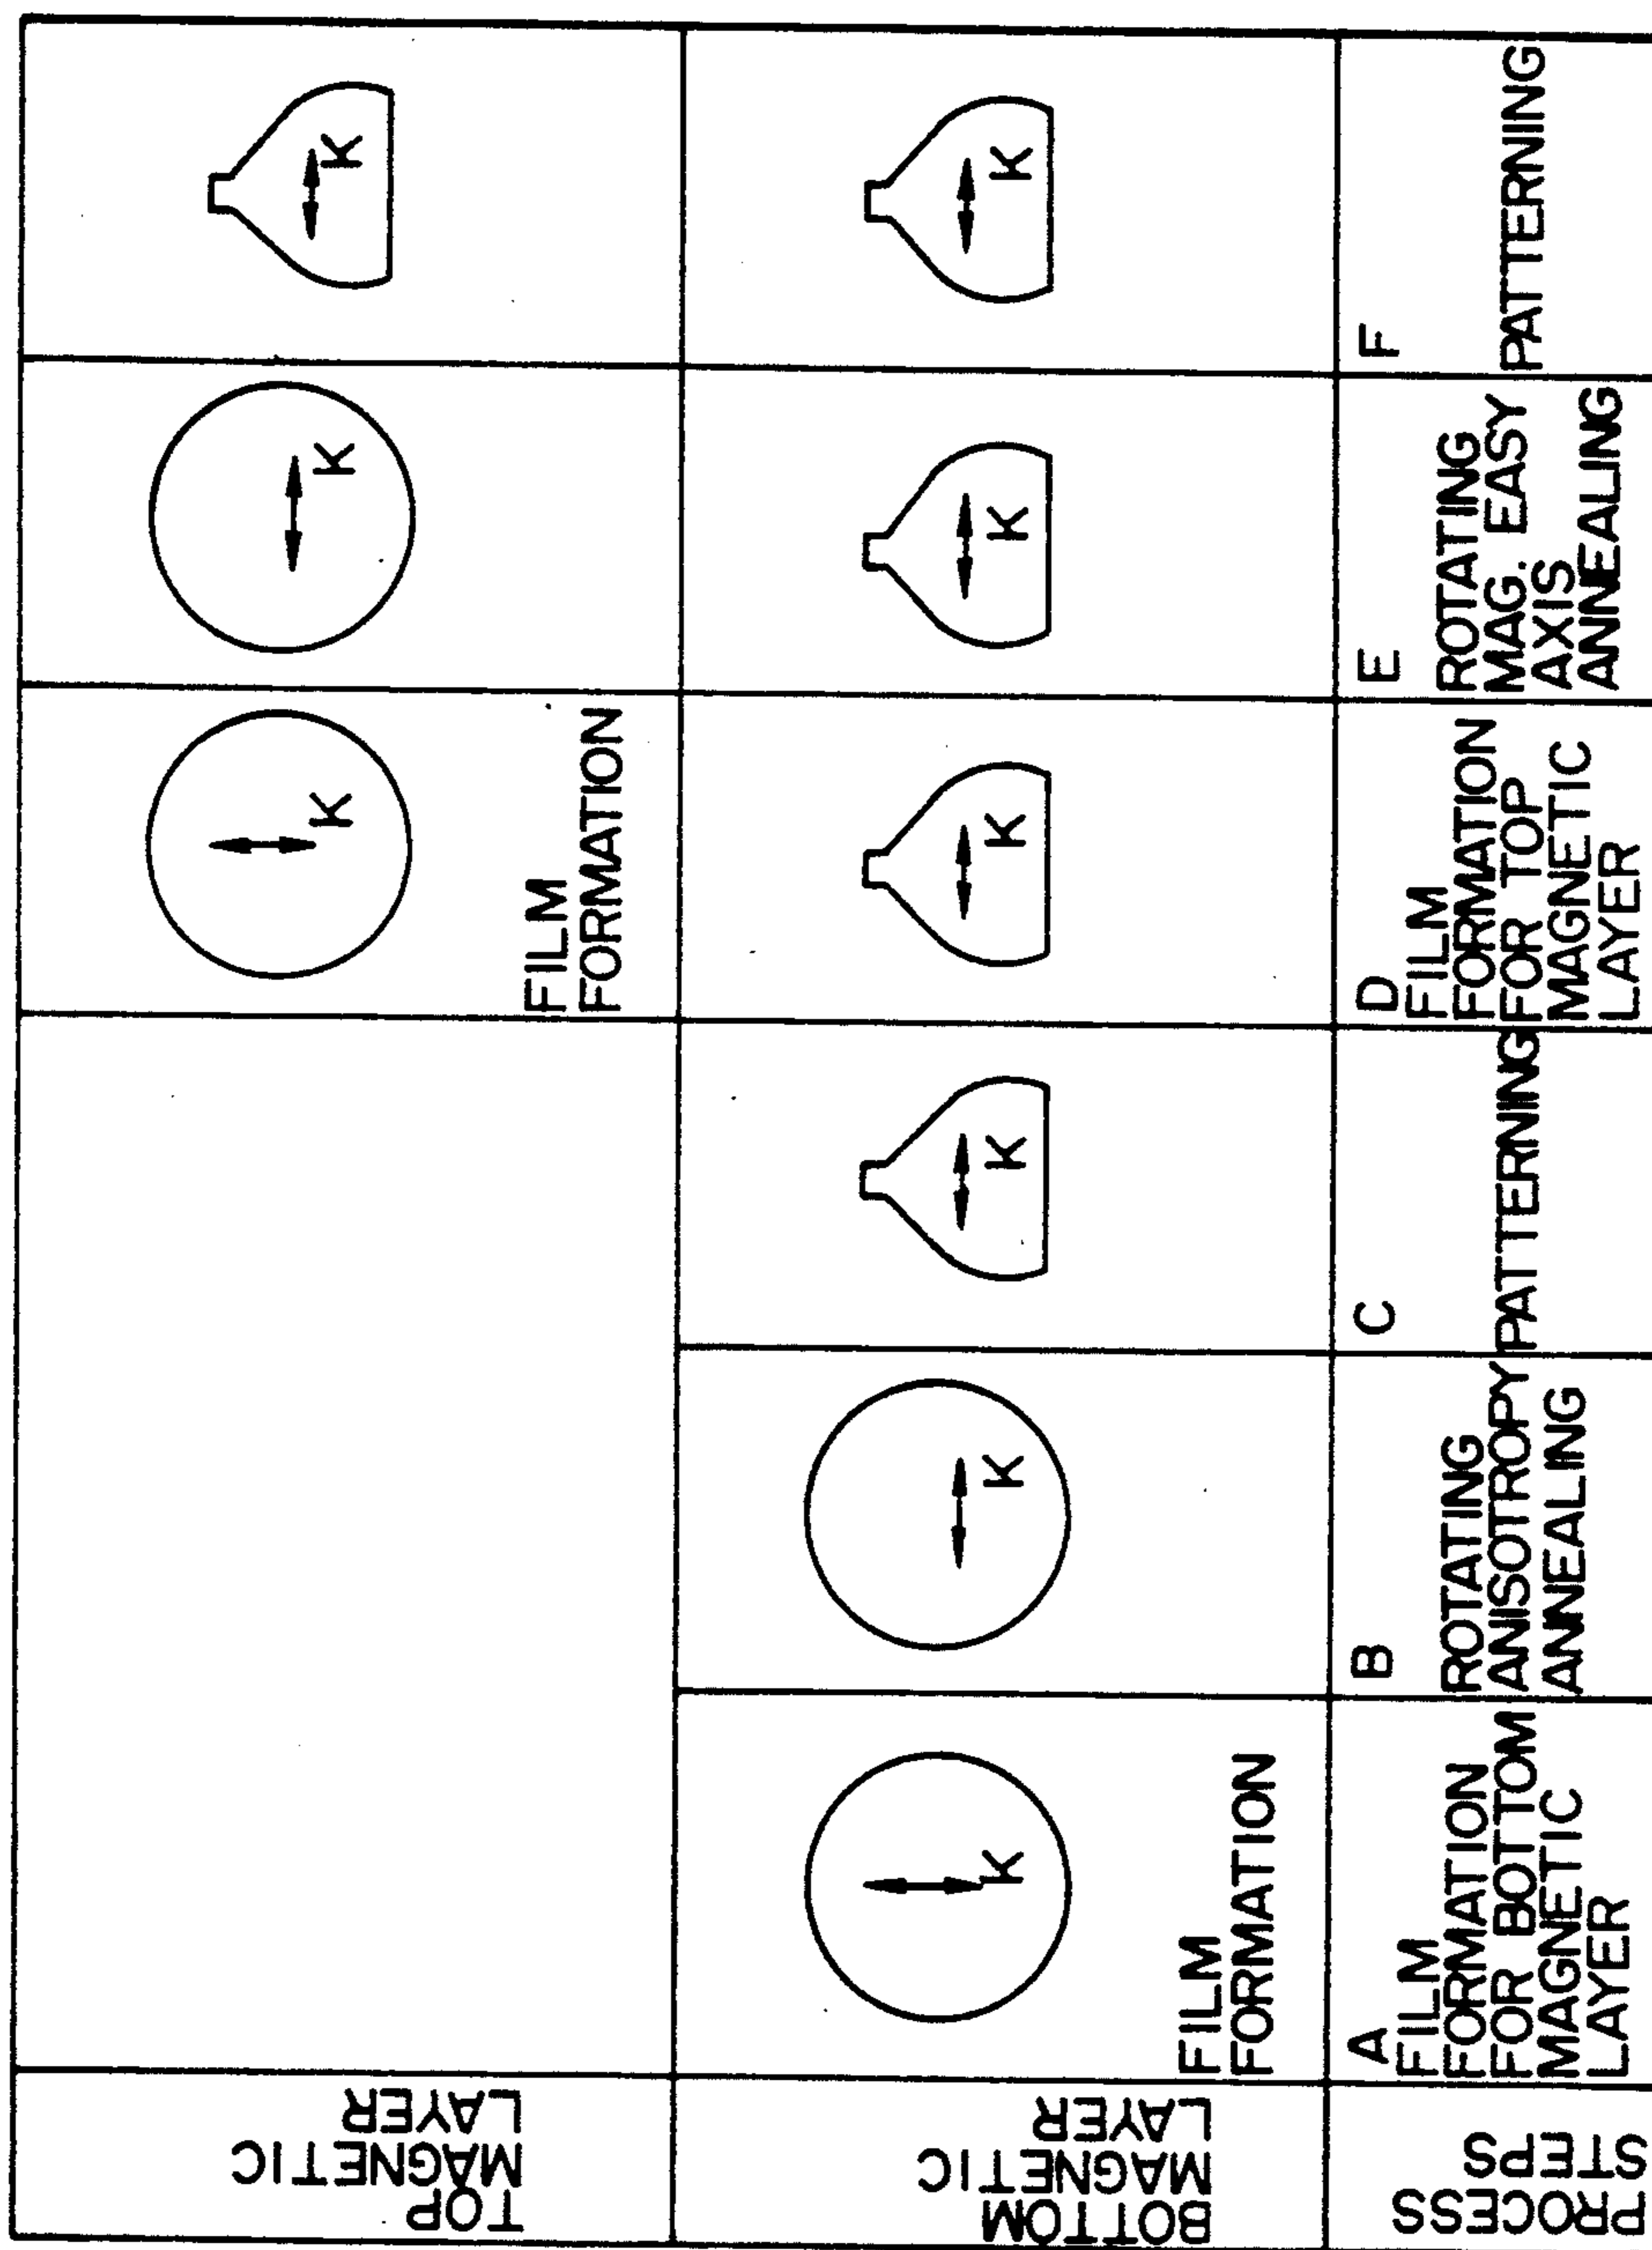 TOP
MAGNETIC
LAYER
K
FILM
FORMATION
K
K
BOTTOM
MAGNETIC
LAYER
K
FILM
FORMATION
K
K
K
K
K
PROCESS
STEPS
A
FILM
FORMATION
FOR BOTTOM
MAGNETIC
LAYER
B
ROTATING
ANISOTROPY
ANNEALING
C
PATTERNING
D
FILM
FORMATION
FOR TOP
MAGNETIC
LAYER
E
ROTATING
MAG. EASY
AXIS
ANNEALING
F
PATTERNING